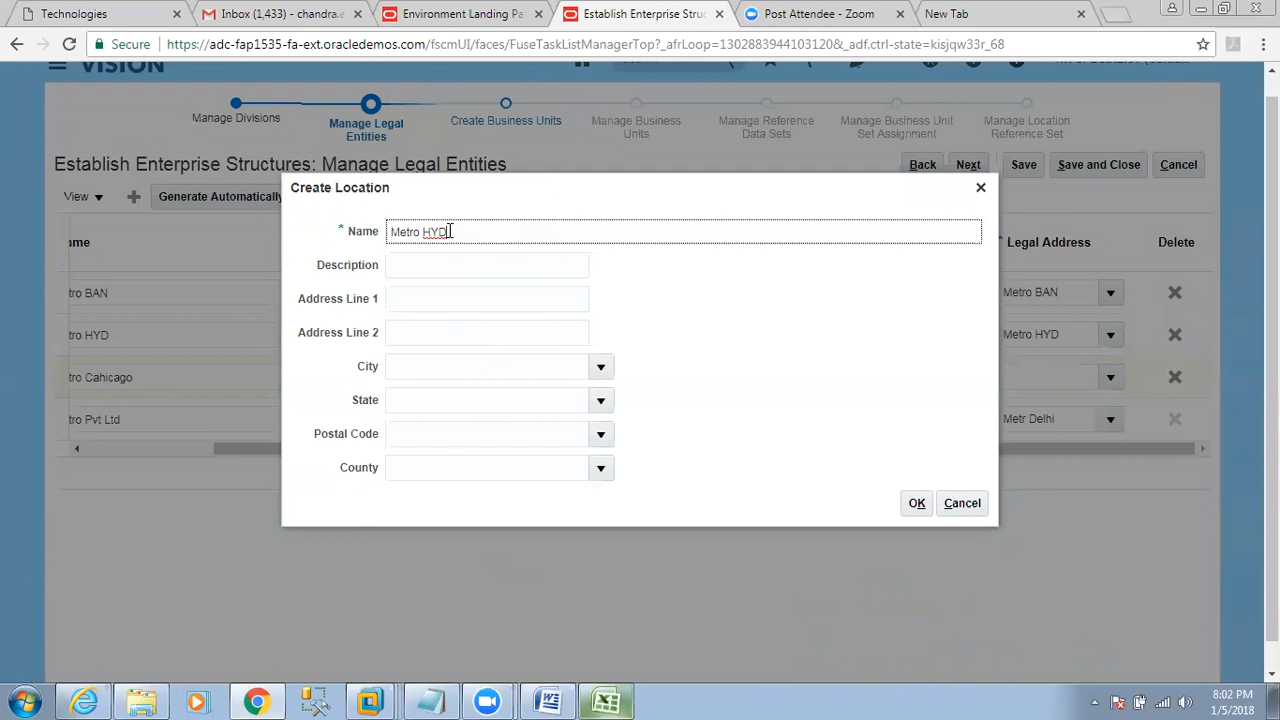 Technologies
Inbox (1,433) - chandra.e
Environment Landing Pa
Establish Enterprise Struc
Post Attendee - Zoom
New Tab
Secure
https://adc-fap1535-fa-ext.oracledemos.com/fscmUI/faces/FuseTaskListManagerTop?_afrLoop=1303839944103120&_adf.ctrl-state=kisjqw33r_68
VISION
Manage Divisions
Manage Legal
Entities
Create Business Units
Manage Business
Units
Manage Reference
Data Sets
Manage Business Unit
Set Assignment
Manage Location
Reference Set
Establish Enterprise Structures: Manage Legal Entities
Back
Next
Save
Save and Close
Cancel
View
Generate Automatically
ame
Legal Address
Delete
tro BAN
Metro BAN
tro HYD
Metro HYD
tro Cahicago
tro Pvt Ltd
Metr Delhi
Create Location
* Name
Metro HYD
Description
Address Line 1
Address Line 2
City
State
Postal Code
County
OK
Cancel
8:02 PM
1/5/2018